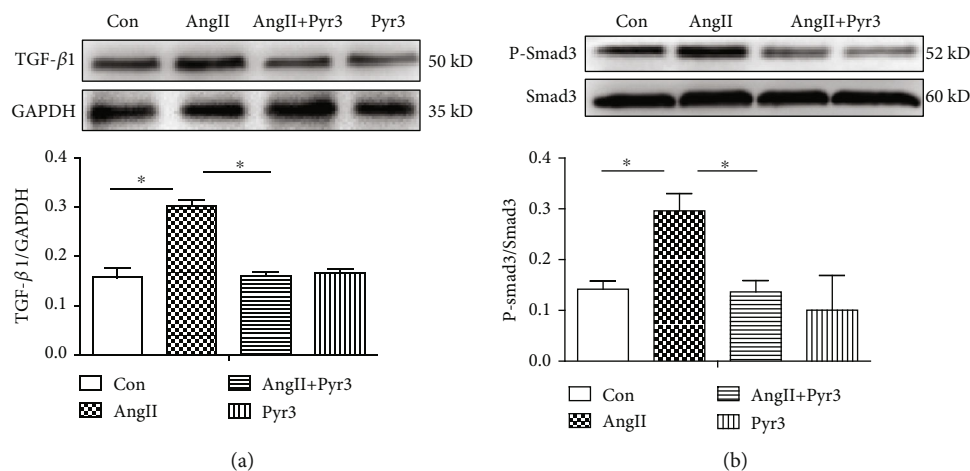 Con AngII AngII+Pyr3 Pyr3
TGF-β1 50 kD
GAPDH 35 kD
0.4
0.3
0.2
0.1
0.0
TGF-β1/GAPDH
* *
Con
AngII
AngII+Pyr3
Pyr3
(a)
Con AngII AngII+Pyr3
P-Smad3 52 kD
Smad3 60 kD
0.4
0.3
0.2
0.1
0.0
P-smad3/Smad3
* *
Con
AngII
AngII+Pyr3
Pyr3
(b)